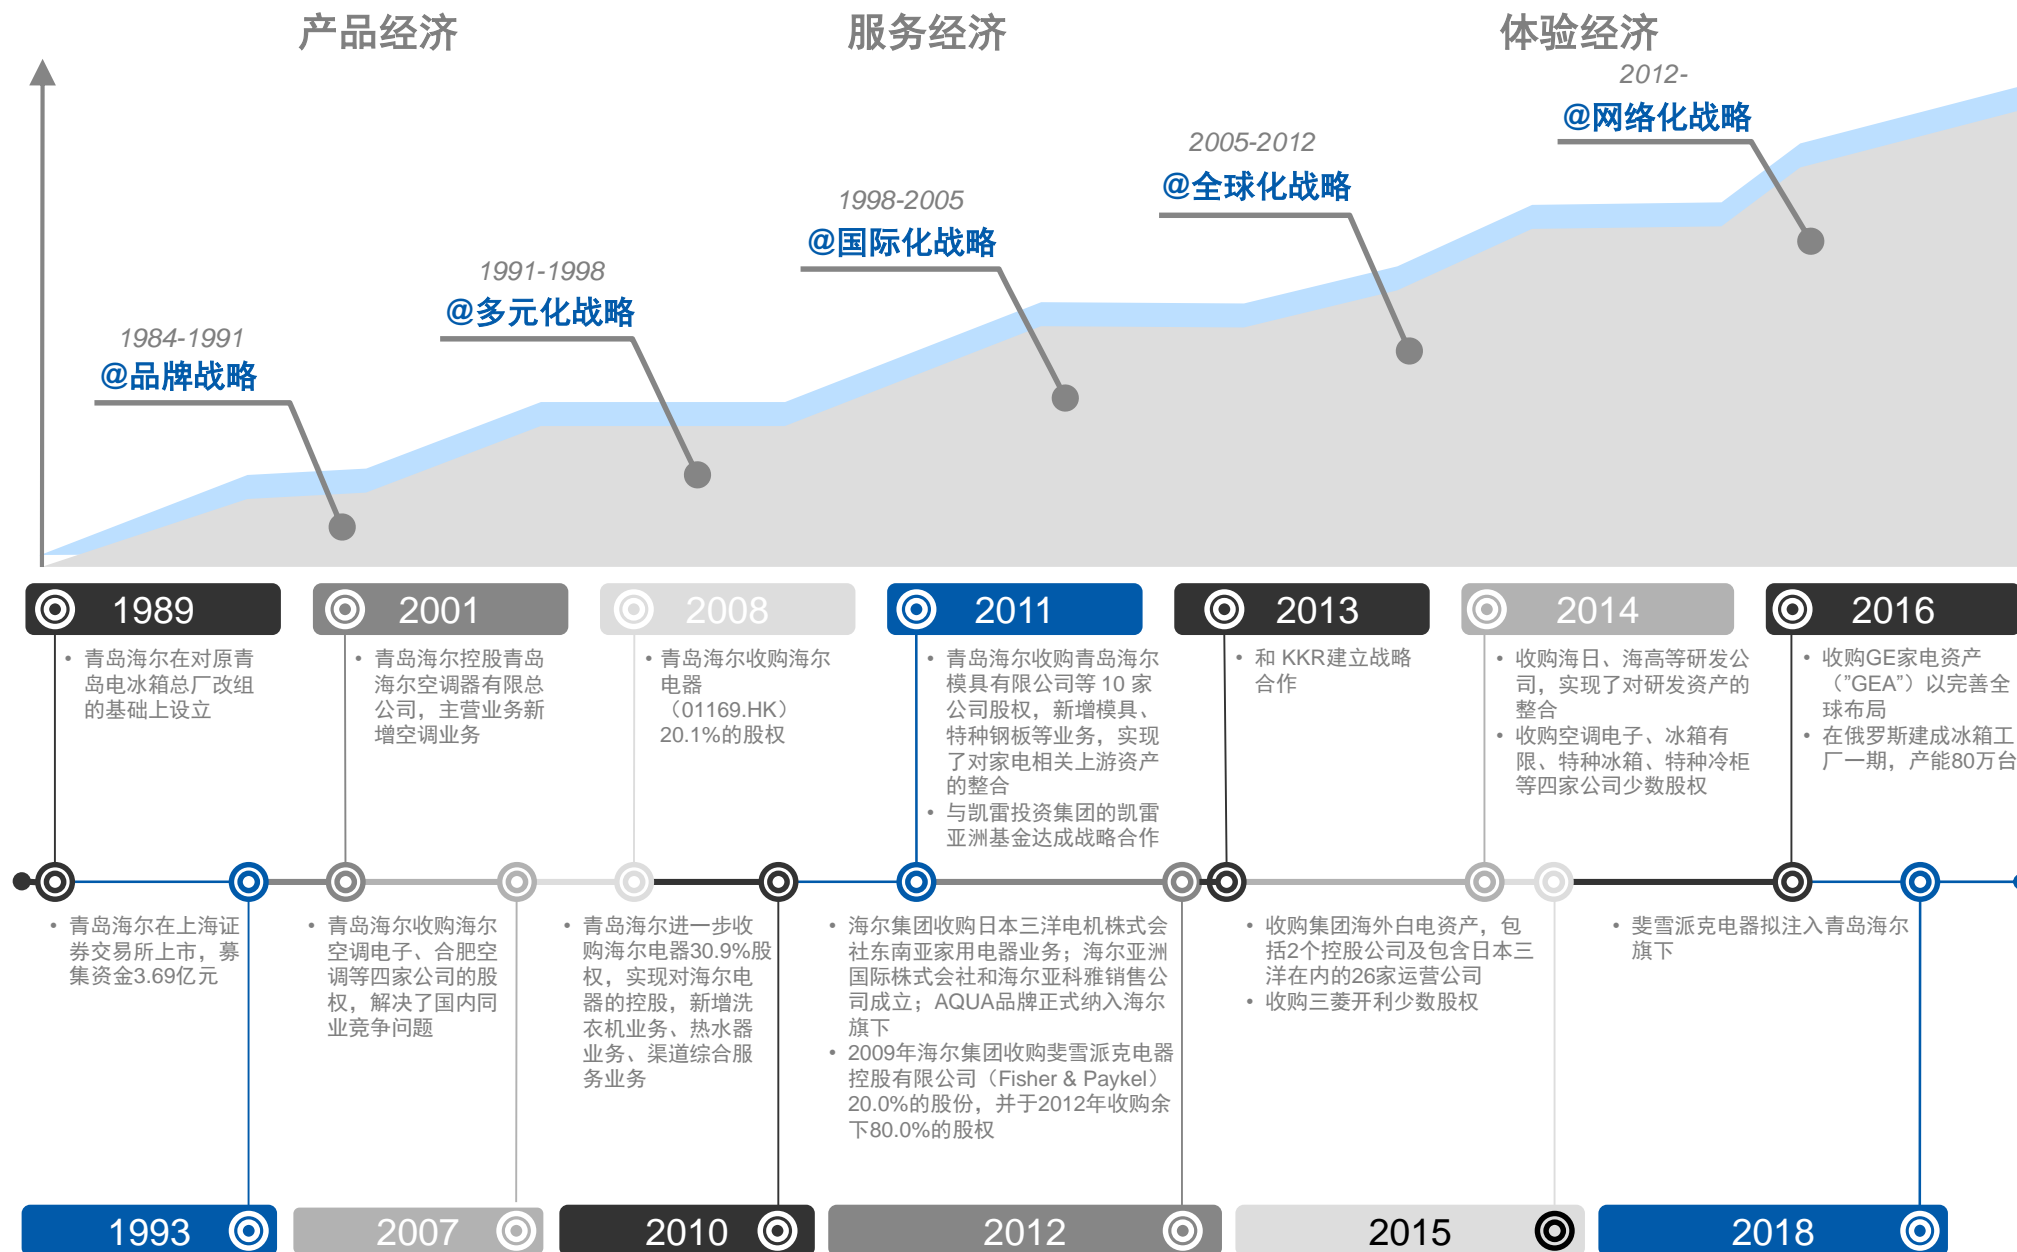 产品经济
服务经济
体验经济
2012-
@网络化战略
2005-2012
@全球化战略
1998-2005
@国际化战略
1991-1998
@多元化战略
1984-1991
@品牌战略
1989
• 青岛海尔在对原青
岛电冰箱总厂改组
的基础上设立
2001
• 青岛海尔控股青岛
海尔空调器有限总
公司，主营业务新
增空调业务
2008
• 青岛海尔收购海尔
电器
（01169.HK）
20.1%的股权
2011
• 青岛海尔收购青岛海尔
模具有限公司等 10 家
公司股权，新增模具、
特种钢板等业务，实现
了对家电相关上游资产
的整合
• 与凯雷投资集团的凯雷
亚洲基金达成战略合作
2013
• 和 KKR建立战略
合作
2014
• 收购海日、海高等研发公
司，实现了对研发资产的
整合
• 收购空调电子、冰箱有
限、特种冰箱、特种冷柜
等四家公司少数股权
2016
• 收购GE家电资产
（”GEA”）以完善全
球布局
• 在俄罗斯建成冰箱工
厂一期，产能80万台
• 青岛海尔在上海证
券交易所上市，募
集资金3.69亿元
1993
• 青岛海尔收购海尔
空调电子、合肥空
调等四家公司的股
权，解决了国内同
业竞争问题
2007
• 青岛海尔进一步收
购海尔电器30.9%股
权，实现对海尔电
器的控股，新增洗
衣机业务、热水器
业务、渠道综合服
务业务
2010
• 海尔集团收购日本三洋电机株式会
社东南亚家用电器业务；海尔亚洲
国际株式会社和海尔亚科雅销售公
司成立；AQUA品牌正式纳入海尔
旗下
• 2009年海尔集团收购斐雪派克电器
控股有限公司（Fisher & Paykel）
20.0%的股份，并于2012年收购余
下80.0%的股权
2012
• 收购集团海外白电资产，包
括2个控股公司及包含日本三
洋在内的26家运营公司
• 收购三菱开利少数股权
2015
• 斐雪派克电器拟注入青岛海尔
旗下
2018